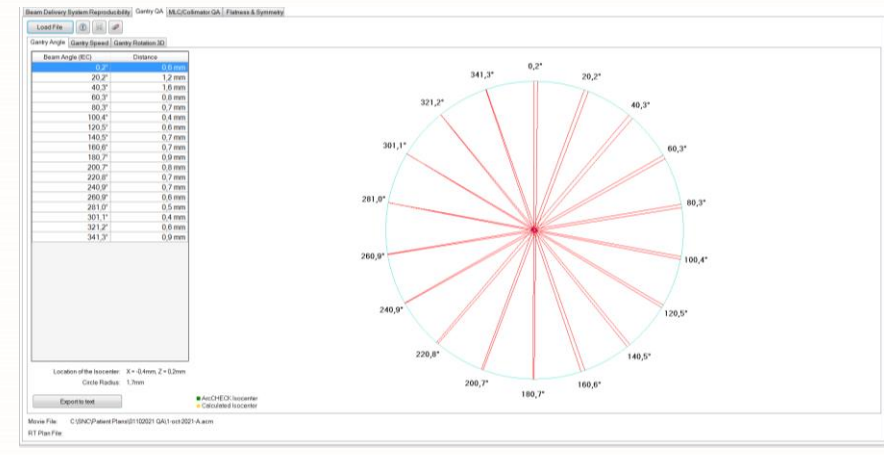 Beam Delivery System Reproducibility Gantry QA MLC/Collimator QA Flatness & Symmetry
Load File
Gantry Angle Gantry Speed Gantry Rotation 3D
Beam Angle (IEC) Distance
0,2° 0,6 mm
20,2° 1,2 mm
40,3° 1,6 mm
60,3° 0,8 mm
80,3° 0,7 mm
100,4° 0,4 mm
120,5° 0,6 mm
140,5° 0,7 mm
160,6° 0,7 mm
180,7° 0,9 mm
200,7° 0,8 mm
220,8° 0,7 mm
240,9° 0,7 mm
260,9° 0,6 mm
281,0° 0,5 mm
301,1° 0,4 mm
321,2° 0,6 mm
341,3° 0,9 mm
0,2°
341,3° 20,2°
321,2° 40,3°
301,1° 60,3°
281,0° 80,3°
260,9° 100,4°
240,9° 120,5°
220,8° 140,5°
200,7° 160,6°
180,7°
Location of the Isocenter: X = -0,4mm, Z = 0,2mm
Circle Radius: 1,7mm
Export to text
ArcCHECK Isocenter
Calculated Isocenter
Movie File: C:\SNC\Patient Plans\01102021 QA\1-oct-2021-A.acm
RT Plan File: